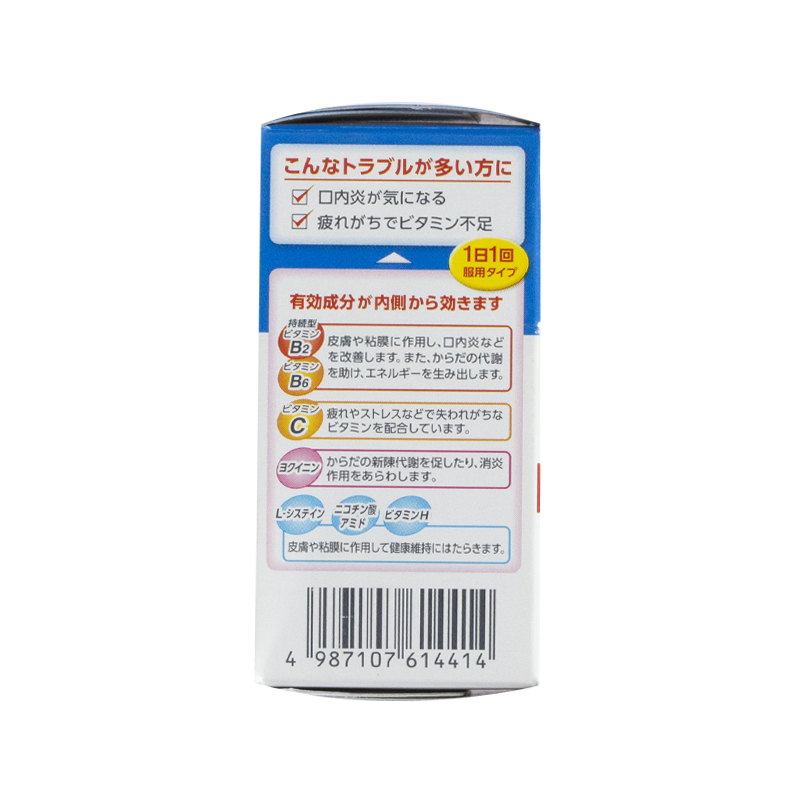 こんなトラブルが多い方に
口内炎が気になる
疲れがちでビタミン不足
1日1回
服用タイプ
有効成分が内側から効きます
持続型
ビタミン
B2
ビタミン
B6
皮膚や粘膜に作用し、口内炎など
を改善します。また、からだの代謝
を助け、エネルギーを生み出します。
ビタミン
C
疲れやストレスなどで失われがちな
ビタミンを配合しています。
ヨクイニン
からだの新陳代謝を促したり、消炎
作用をあらわします。
L-システイン
ニコチン酸
アミド
ビタミンH
皮膚や粘膜に作用して健康維持にはたらきます。
4 987107 614414